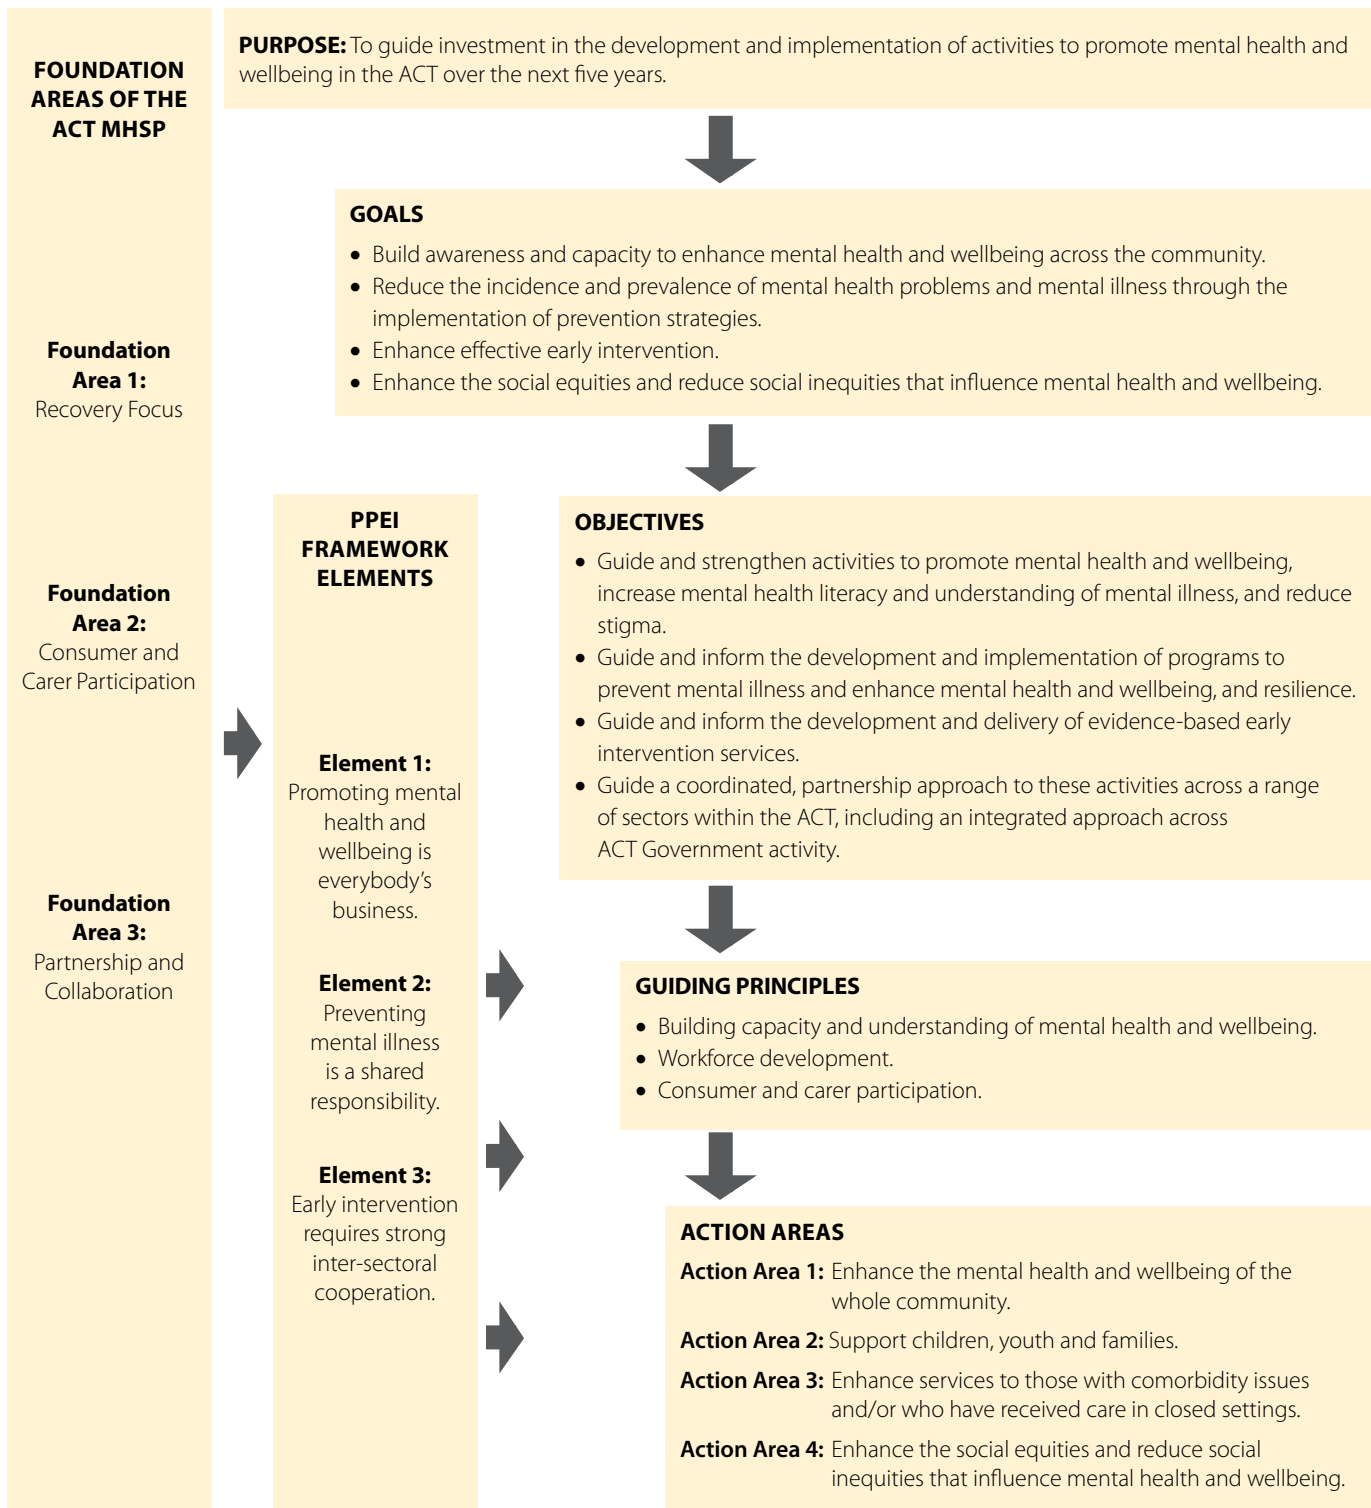 FOUNDATION
AREAS OF THE
ACT MHSP
Foundation
Area 1:
Recovery Focus
Foundation
Area 2:
Consumer and
Carer Participation
Foundation
Area 3:
Partnership and
Collaboration
PURPOSE: To guide investment in the development and implementation of activities to promote mental health and
wellbeing in the ACT over the next five years.
GOALS
• Build awareness and capacity to enhance mental health and wellbeing across the community.
• Reduce the incidence and prevalence of mental health problems and mental illness through the
implementation of prevention strategies.
• Enhance effective early intervention.
• Enhance the social equities and reduce social inequities that influence mental health and wellbeing.
PPEI
FRAMEWORK
ELEMENTS
Element 1:
Promoting mental
health and
wellbeing is
everybody's
business.
Element 2:
Preventing
mental illness
is a shared
responsibility.
Element 3:
Early intervention
requires strong
inter-sectoral
cooperation.
OBJECTIVES
• Guide and strengthen activities to promote mental health and wellbeing,
increase mental health literacy and understanding of mental illness, and reduce
stigma.
• Guide and inform the development and implementation of programs to
prevent mental illness and enhance mental health and wellbeing, and resilience.
• Guide and inform the development and delivery of evidence-based early
intervention services.
• Guide a coordinated, partnership approach to these activities across a range
of sectors within the ACT, including an integrated approach across
ACT Government activity.
GUIDING PRINCIPLES
• Building capacity and understanding of mental health and wellbeing.
• Workforce development.
• Consumer and carer participation.
ACTION AREAS
Action Area 1: Enhance the mental health and wellbeing of the
whole community.
Action Area 2: Support children, youth and families.
Action Area 3: Enhance services to those with comorbidity issues
and/or who have received care in closed settings.
Action Area 4: Enhance the social equities and reduce social
inequities that influence mental health and wellbeing.